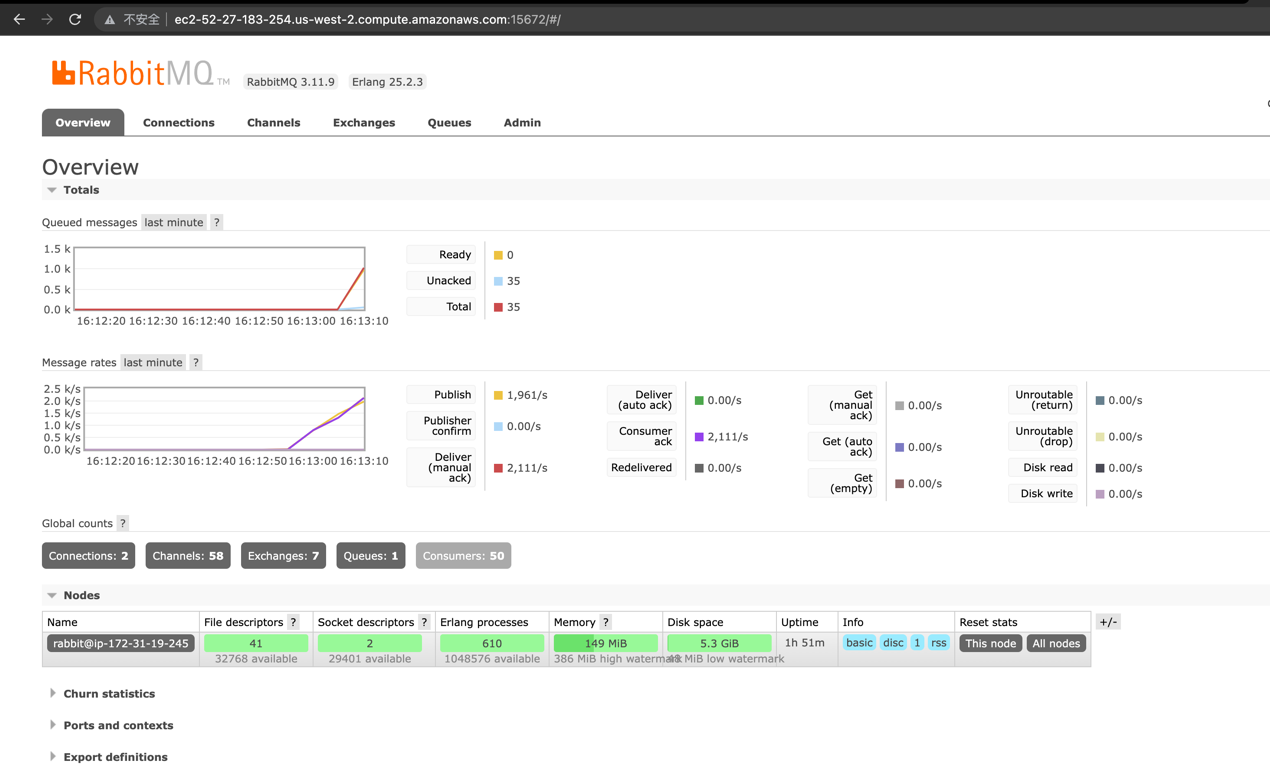 不安全 ec2-52-27-183-254.us-west-2.compute.amazonaws.com:15672/#/
RabbitMQ TM RabbitMQ 3.11.9 Erlang 25.2.3
Overview Connections Channels Exchanges Queues Admin
Overview
Totals
Queued messages last minute ?
1.5 k
1.0 k
0.5 k
0.0 k
16:12:20 16:12:30 16:12:40 16:12:50 16:13:00 16:13:10
Ready 0
Unacked 35
Total 35
Message rates last minute ?
2.5 k/s
2.0 k/s
1.5 k/s
1.0 k/s
0.5 k/s
0.0 k/s
16:12:20 16:12:30 16:12:40 16:12:50 16:13:00 16:13:10
Publish 1,961/s
Publisher
confirm 0.00/s
Deliver
(manual
ack) 2,111/s
Deliver
(auto ack) 0.00/s
Consumer
ack 2,111/s
Redelivered 0.00/s
Get
(manual
ack) 0.00/s
Get (auto
ack) 0.00/s
Get
(empty) 0.00/s
Unroutable
(return) 0.00/s
Unroutable
(drop) 0.00/s
Disk read 0.00/s
Disk write 0.00/s
Global counts ?
Connections: 2 Channels: 58 Exchanges: 7 Queues: 1 Consumers: 50
Nodes
Name File descriptors ? Socket descriptors ? Erlang processes Memory ? Disk space Uptime Info Reset stats +/-
rabbit@ip-172-31-19-245 41 2 610 149 MiB 5.3 GiB 1h 51m basic disc 1 rss This node All nodes
32768 available 29401 available 1048576 available 386 MiB high watermark MiB low watermark
Churn statistics
Ports and contexts
Export definitions